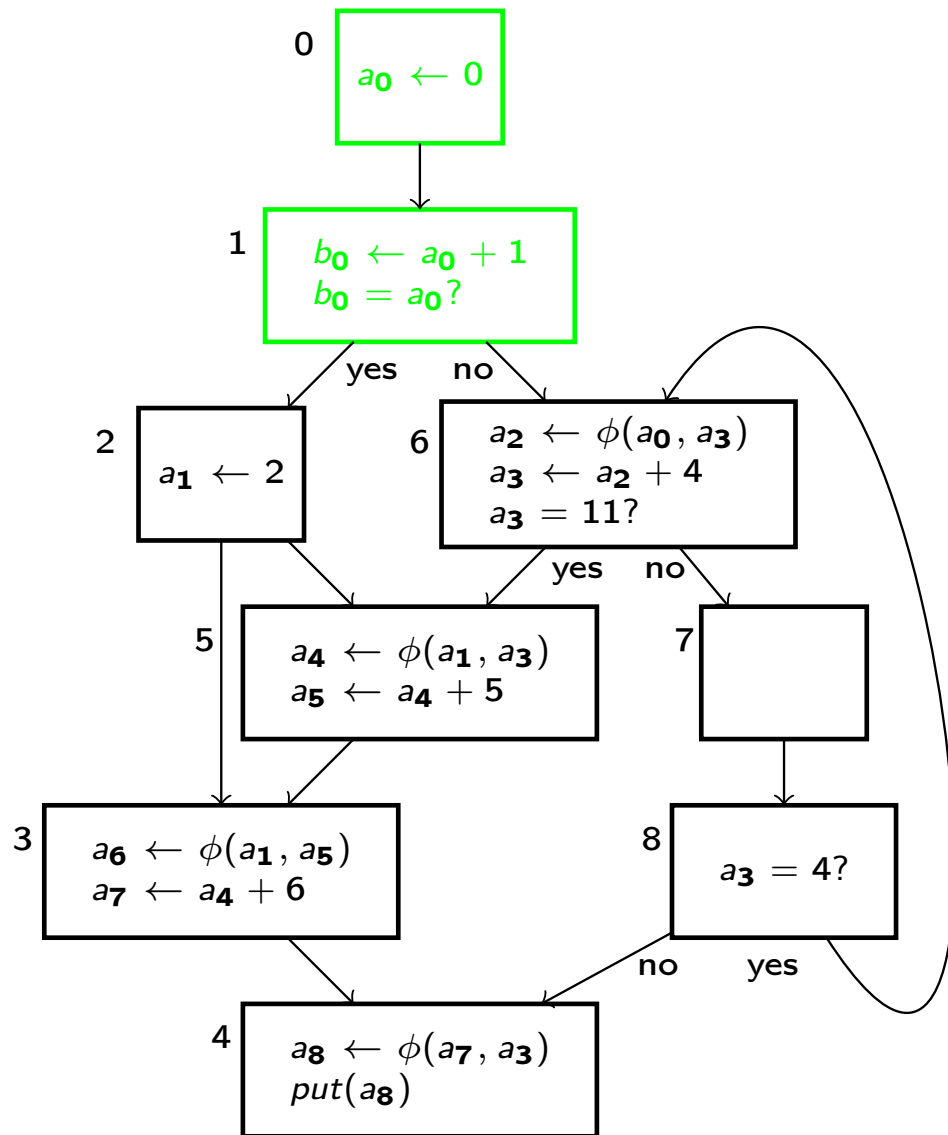 0
a₀ ← 0
1
b₀ ← a₀ + 1
b₀ = a₀?
yes no
2
a₁ ← 2
6
a₂ ← ϕ(a₀, a₃)
a₃ ← a₂ + 4
a₃ = 11?
yes no
5
a₄ ← ϕ(a₁, a₃)
a₅ ← a₄ + 5
7
3
a₆ ← ϕ(a₁, a₅)
a₇ ← a₄ + 6
8
a₃ = 4?
no yes
4
a₈ ← ϕ(a₇, a₃)
put(a₈)